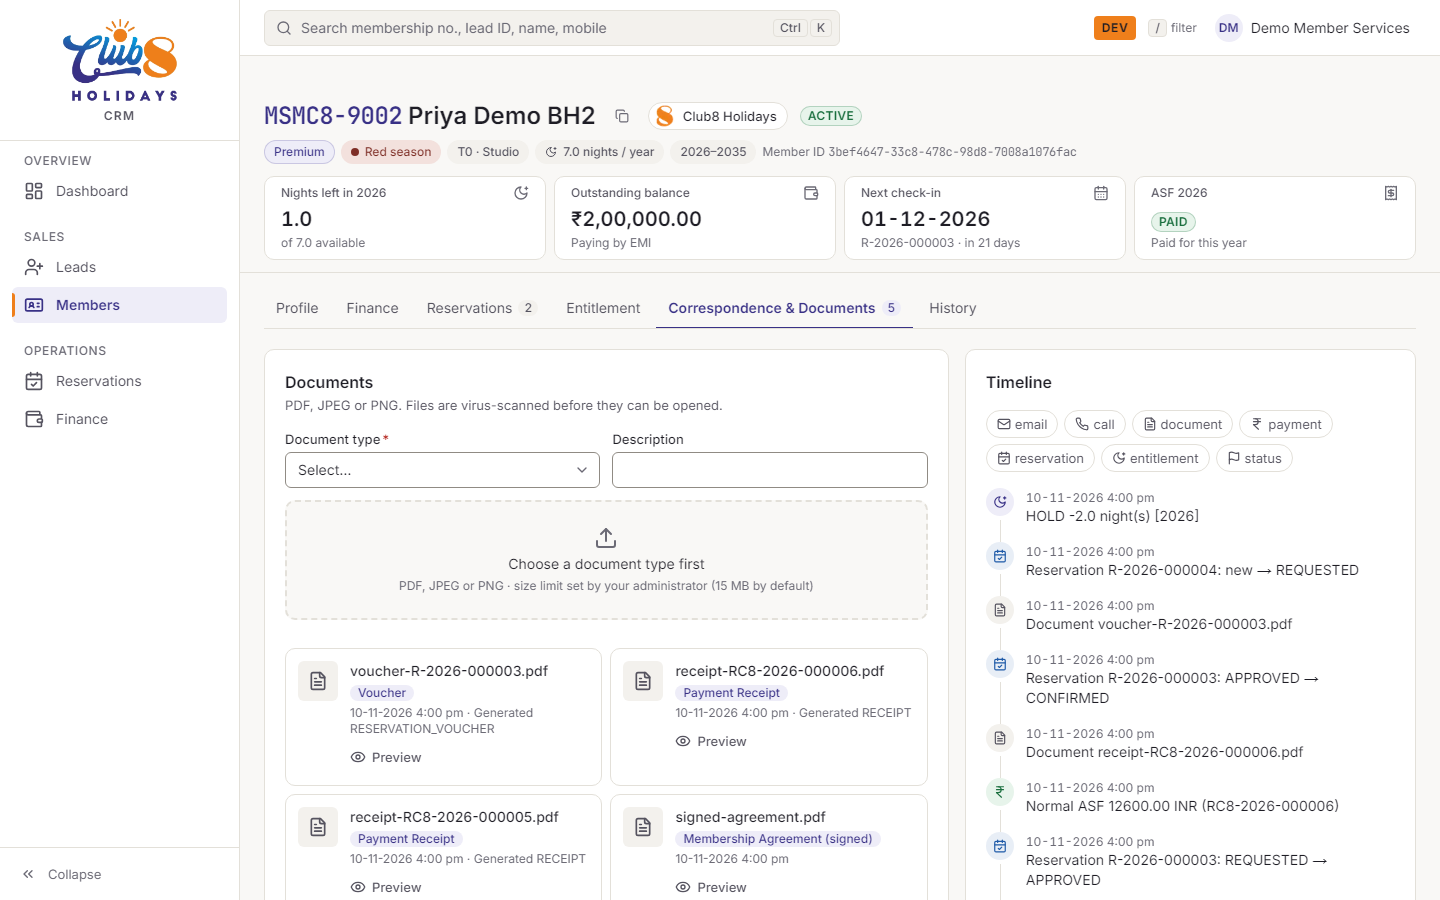 Club8
HOLIDAYS
CRM
OVERVIEW
Dashboard
SALES
Leads
Members
OPERATIONS
Reservations
Finance
Collapse
Search membership no., lead ID, name, mobile
Ctrl K
DEV
/ filter
DM Demo Member Services
MSMC8-9002 Priya Demo BH2
Club8 Holidays
ACTIVE
Premium
Red season
T0 · Studio
7.0 nights / year
2026–2035
Member ID 3bef4647-33c8-478c-98d8-7008a1076fac
Nights left in 2026
1.0
of 7.0 available
Outstanding balance
₹2,00,000.00
Paying by EMI
Next check-in
01-12-2026
R-2026-000003 · in 21 days
ASF 2026
PAID
Paid for this year
Profile
Finance
Reservations 2
Entitlement
Correspondence & Documents 5
History
Documents
PDF, JPEG or PNG. Files are virus-scanned before they can be opened.
Document type*
Select...
Description
Choose a document type first
PDF, JPEG or PNG · size limit set by your administrator (15 MB by default)
voucher-R-2026-000003.pdf
Voucher
10-11-2026 4:00 pm · Generated
RESERVATION_VOUCHER
Preview
receipt-RC8-2026-000006.pdf
Payment Receipt
10-11-2026 4:00 pm · Generated RECEIPT
Preview
receipt-RC8-2026-000005.pdf
Payment Receipt
10-11-2026 4:00 pm · Generated RECEIPT
Preview
signed-agreement.pdf
Membership Agreement (signed)
10-11-2026 4:00 pm
Preview
Timeline
email
call
document
₹ payment
reservation
entitlement
status
10-11-2026 4:00 pm
HOLD -2.0 night(s) [2026]
10-11-2026 4:00 pm
Reservation R-2026-000004: new → REQUESTED
10-11-2026 4:00 pm
Document voucher-R-2026-000003.pdf
10-11-2026 4:00 pm
Reservation R-2026-000003: APPROVED →
CONFIRMED
10-11-2026 4:00 pm
Document receipt-RC8-2026-000006.pdf
₹
10-11-2026 4:00 pm
Normal ASF 12600.00 INR (RC8-2026-000006)
10-11-2026 4:00 pm
Reservation R-2026-000003: REQUESTED →
APPROVED